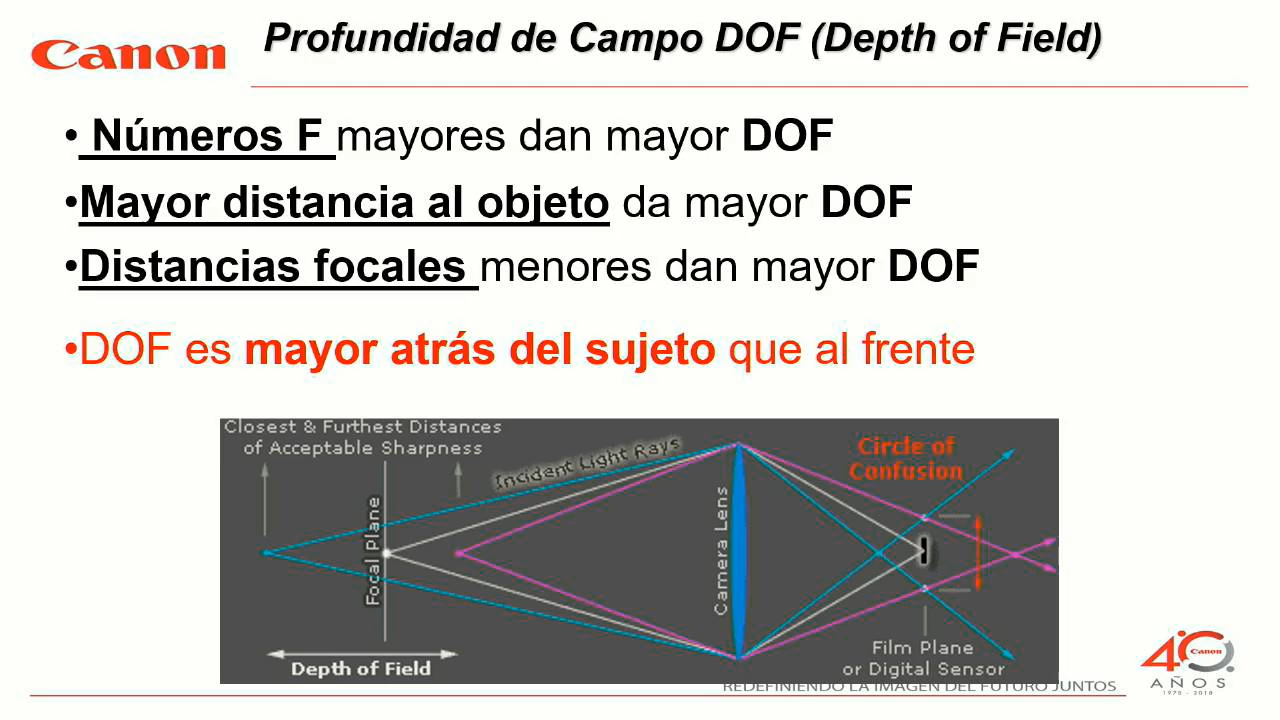 Canon
Profundidad de Campo DOF (Depth of Field)
• Números F mayores dan mayor DOF
•Mayor distancia al objeto da mayor DOF
•Distancias focales menores dan mayor DOF
•DOF es mayor atrás del sujeto que al frente
Closest & Furthest Distances
of Acceptable Sharpness
Incident Light Rays
Circle of
Confusion
Focal Plane
Camera Lens
Depth of Field
Film Plane
or Digital Sensor
REDEFINIENDO LA IMAGEN DEL FUTURO JUNTOS
40
Canon
AÑOS
1978 - 2018